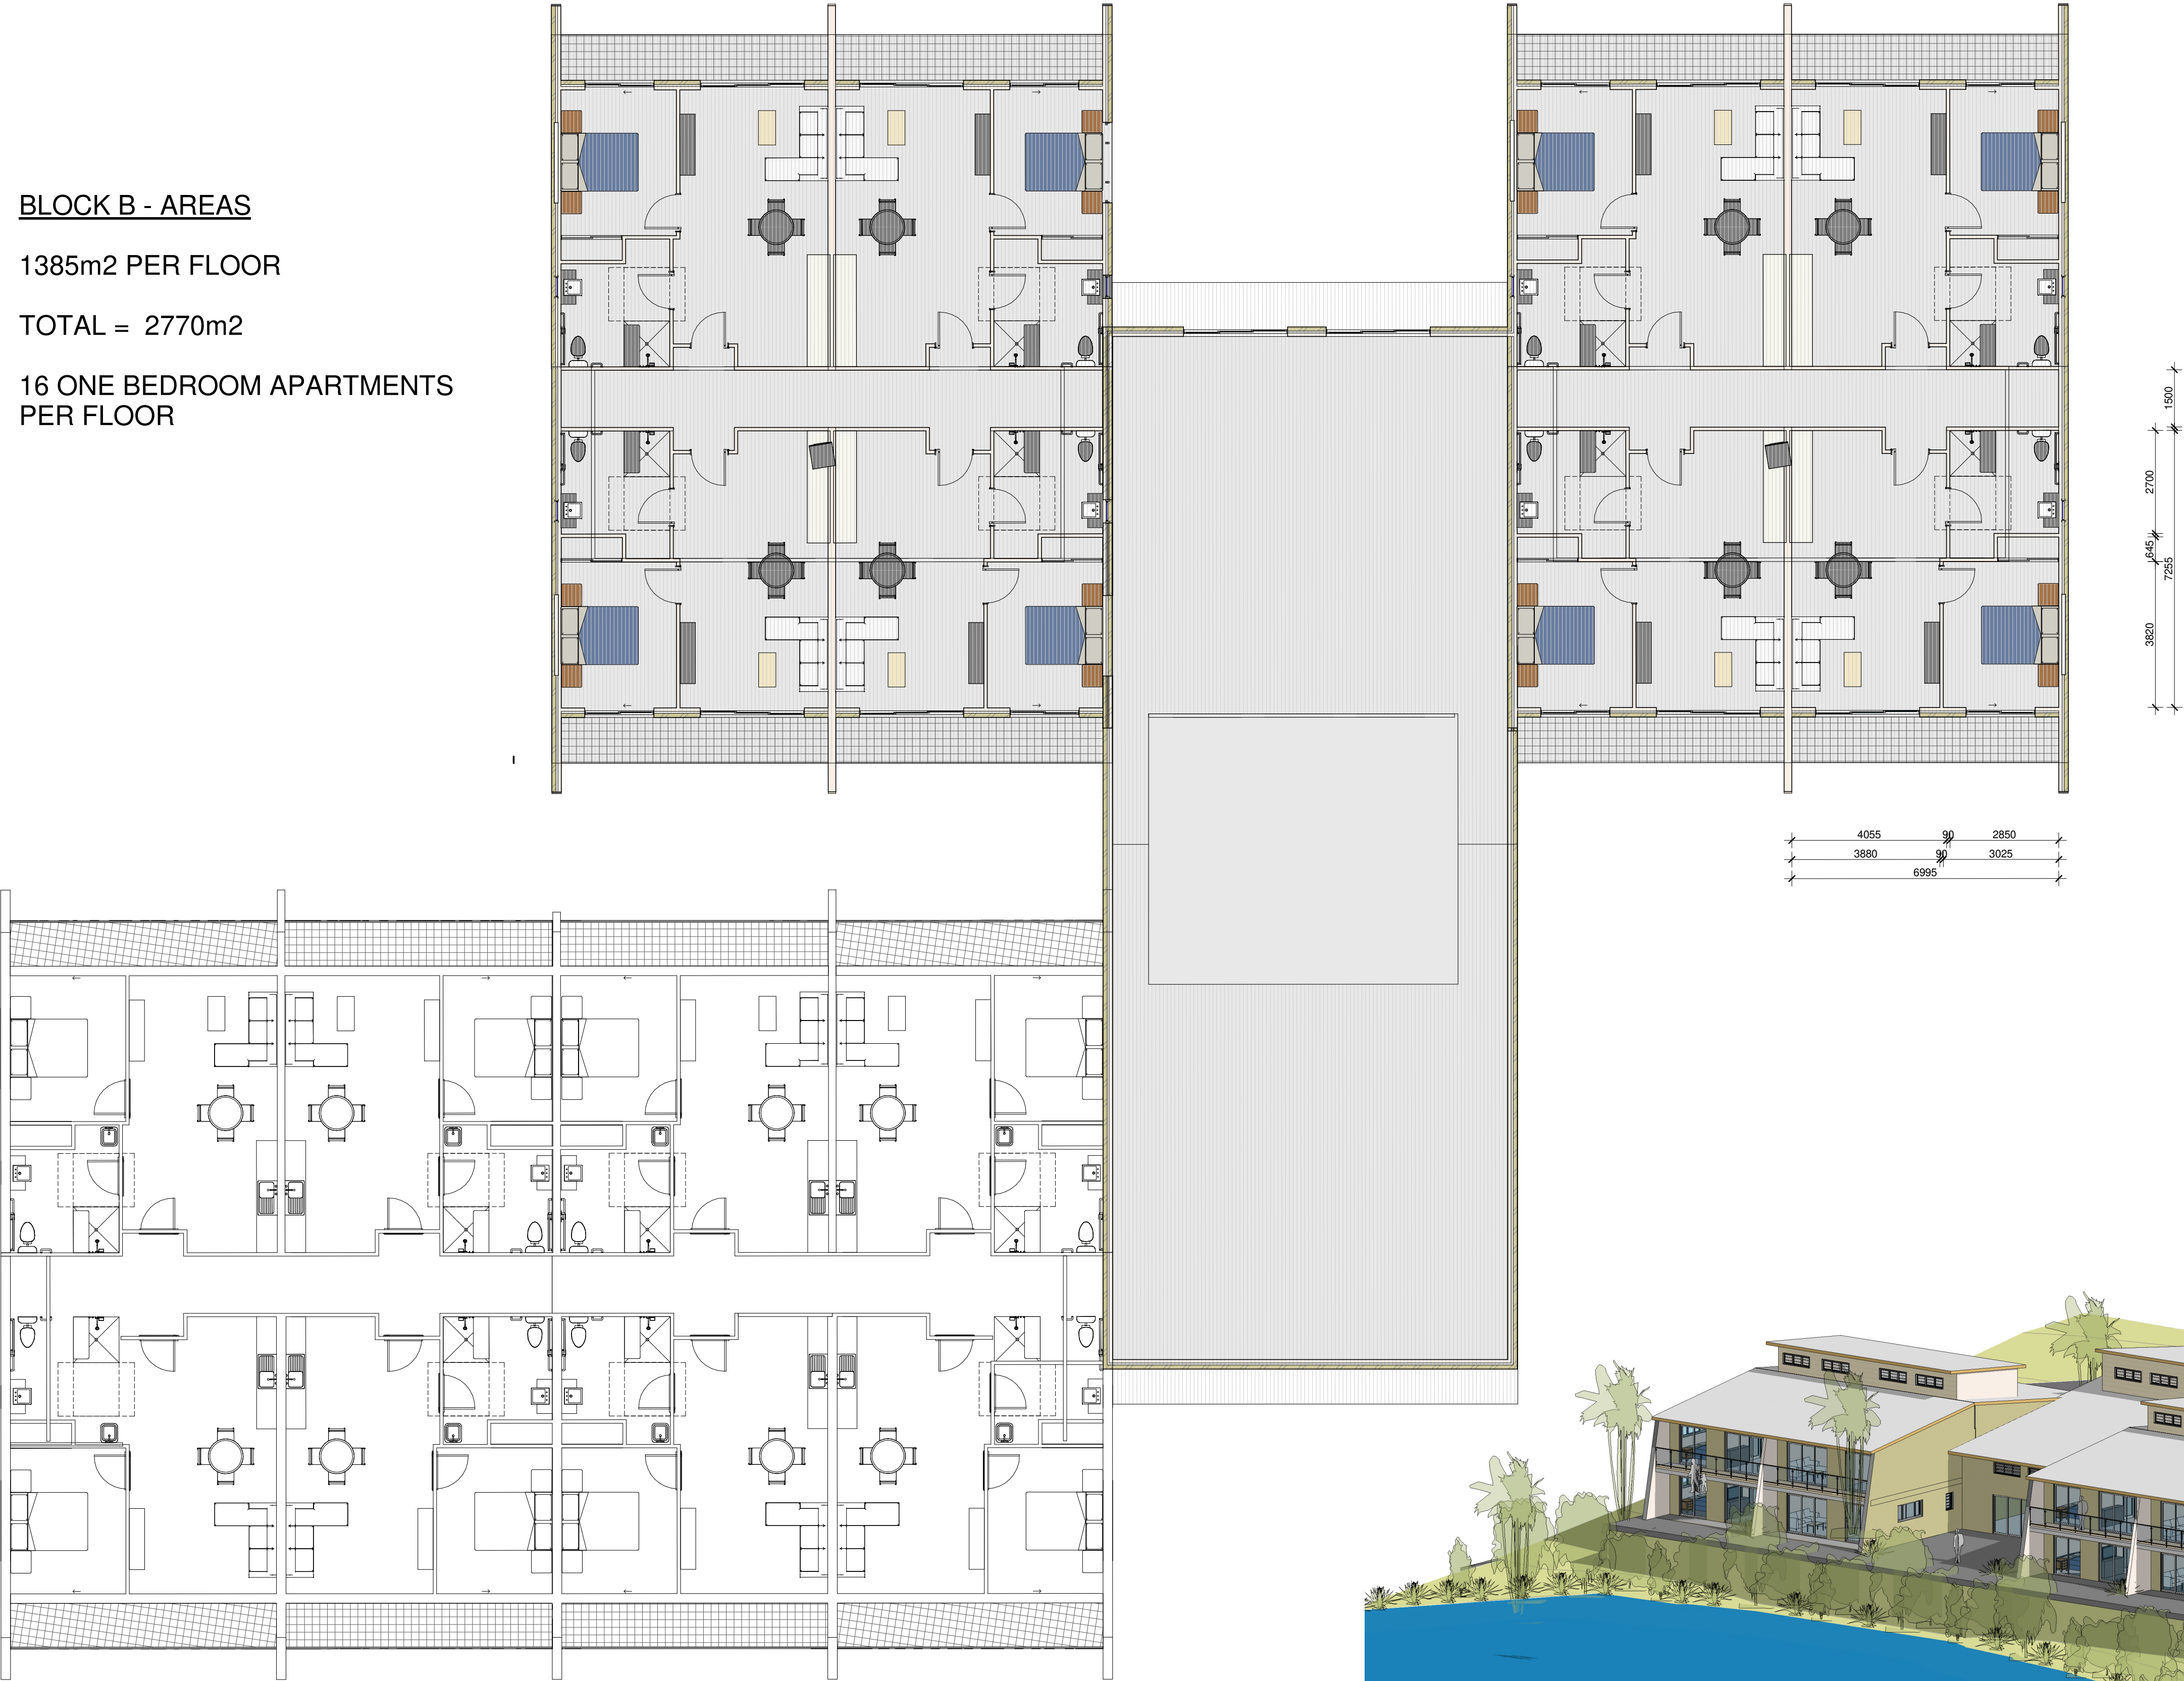 BLOCK B - AREAS
1385m2 PER FLOOR
TOTAL = 2770m2
16 ONE BEDROOM APARTMENTS
PER FLOOR
1500
2700
645
7255
3820
4055 90 2850
3880 90 3025
6995